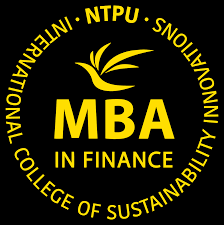 · NTPU ·
INTERNATIONAL COLLEGE OF SUSTAINABILITY INNOVATIONS
MBA
IN FINANCE